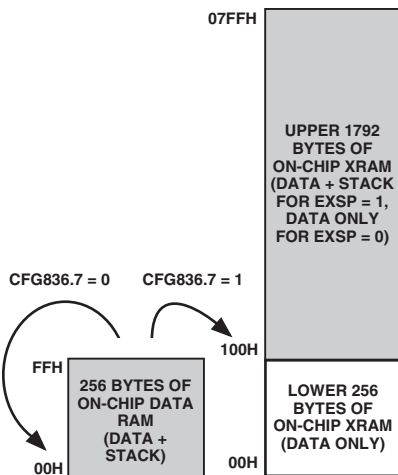 07FFH
UPPER 1792
BYTES OF
ON-CHIP XRAM
(DATA + STACK
FOR EXSP = 1,
DATA ONLY
FOR EXSP = 0)
CFG836.7 = 0
CFG836.7 = 1
100H
FFH
256 BYTES OF
ON-CHIP DATA
RAM
(DATA +
STACK)
00H
LOWER 256
BYTES OF
ON-CHIP XRAM
(DATA ONLY)
00H